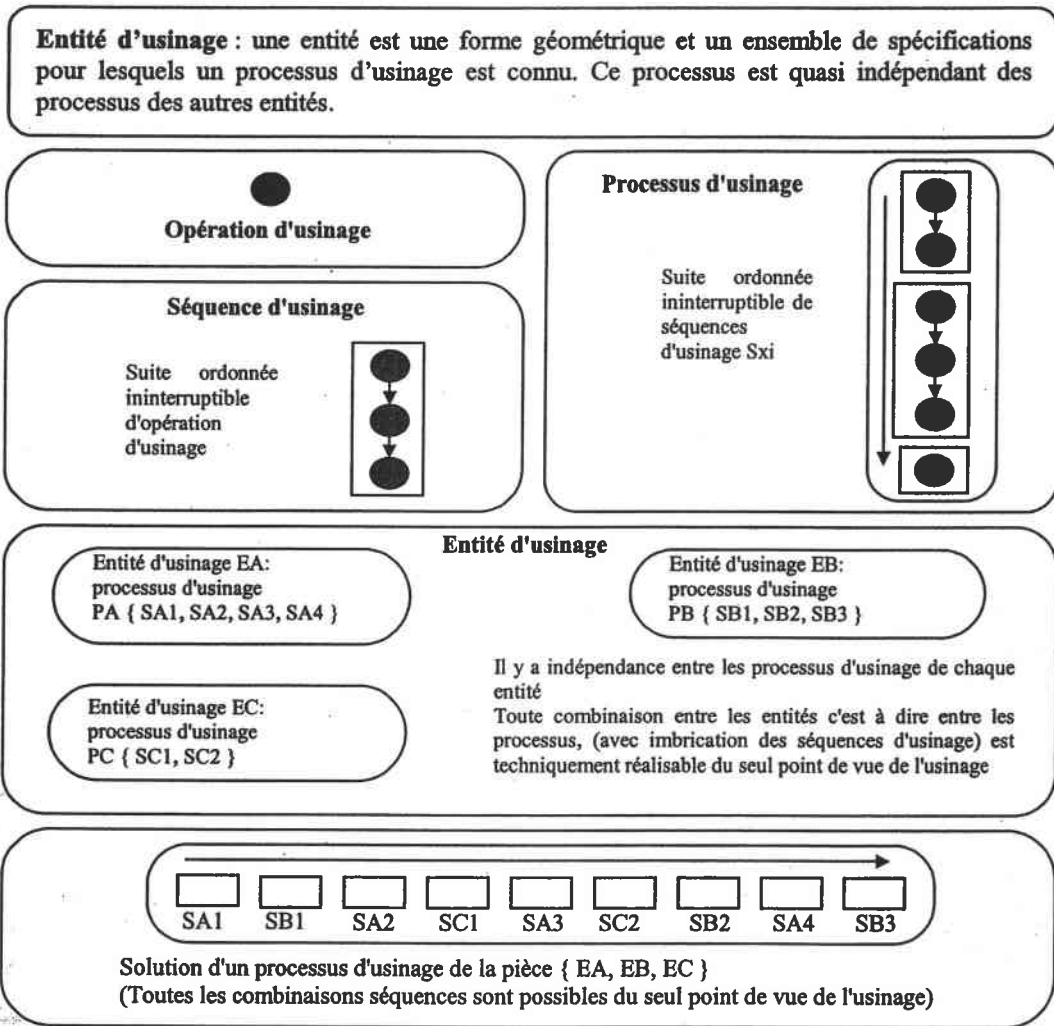 Entité d'usinage : une entité est une forme géométrique et un ensemble de spécifications
pour lesquels un processus d'usinage est connu. Ce processus est quasi indépendant des
processus des autres entités.
Opération d'usinage
Séquence d'usinage
Suite ordonnée
ininterruptible
d'opération
d'usinage
Processus d'usinage
Suite ordonnée
ininterruptible de
séquences
d'usinage Sxi
Entité d'usinage
Entité d'usinage EA:
processus d'usinage
PA { SA1, SA2, SA3, SA4 }
Entité d'usinage EB:
processus d'usinage
PB { SB1, SB2, SB3 }
Entité d'usinage EC:
processus d'usinage
PC { SC1, SC2 }
Il y a indépendance entre les processus d'usinage de chaque
entité
Toute combinaison entre les entités c'est à dire entre les
processus, (avec imbrication des séquences d'usinage) est
techniquement réalisable du seul point de vue de l'usinage
SA1 SB1 SA2 SC1 SA3 SC2 SB2 SA4 SB3
Solution d'un processus d'usinage de la pièce { EA, EB, EC }
(Toutes les combinaisons séquences sont possibles du seul point de vue de l'usinage)